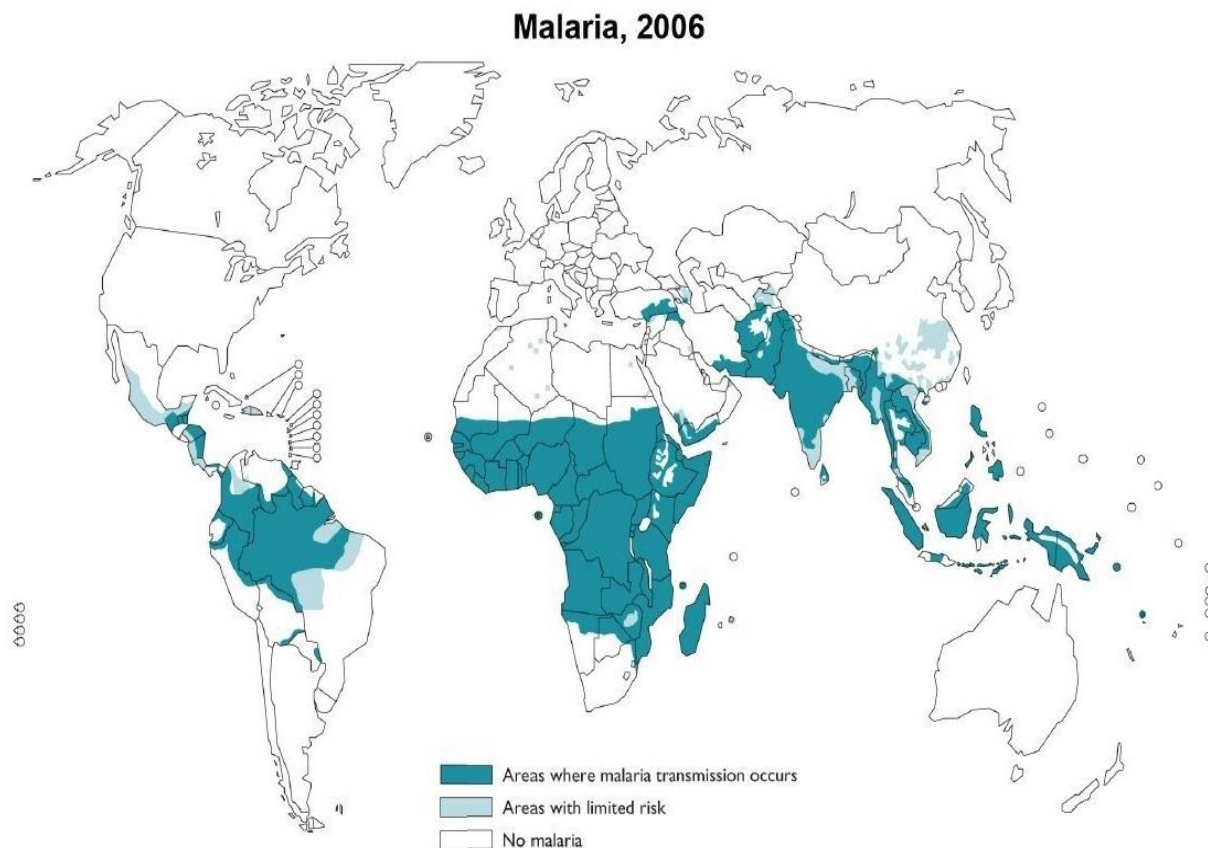 Malaria, 2006
Areas where malaria transmission occurs
Areas with limited risk
No malaria